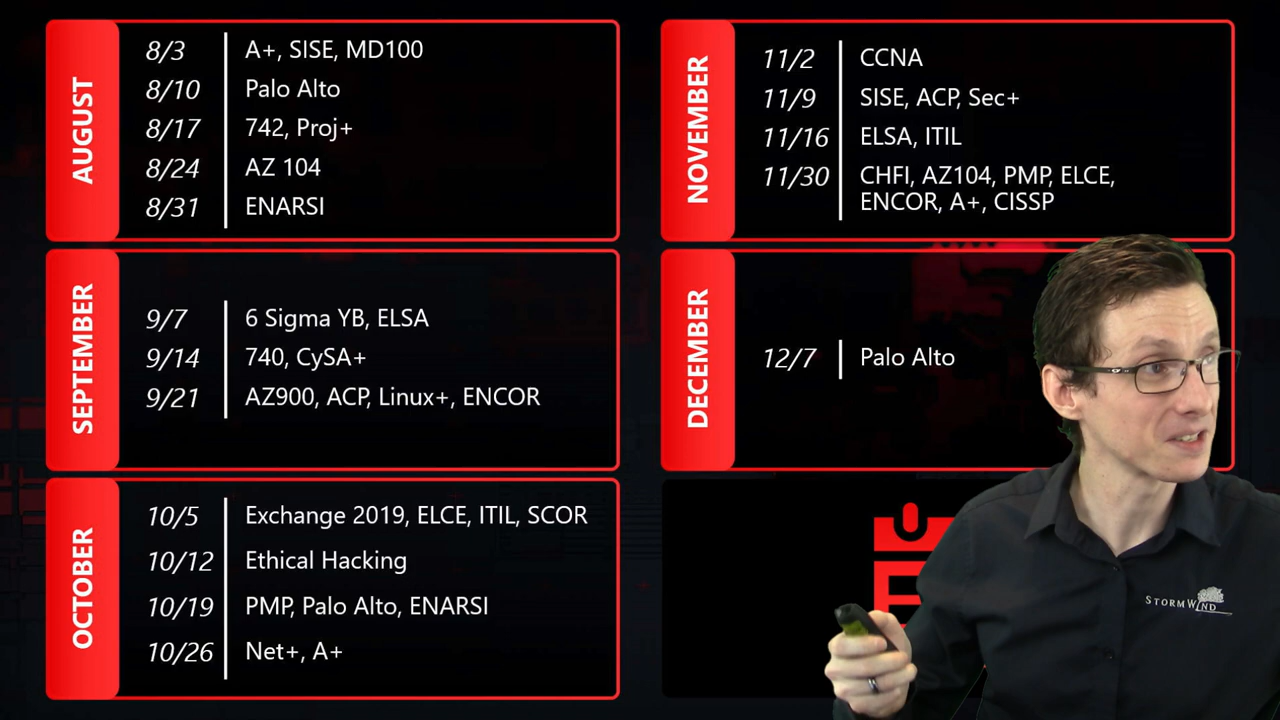 AUGUST
8/3 A+, SISE, MD100
8/10 Palo Alto
8/17 742, Proj+
8/24 AZ 104
8/31 ENARSI
SEPTEMBER
9/7 6 Sigma YB, ELSA
9/14 740, CySA+
9/21 AZ900, ACP, Linux+, ENCOR
OCTOBER
10/5 Exchange 2019, ELCE, ITIL, SCOR
10/12 Ethical Hacking
10/19 PMP, Palo Alto, ENARSI
10/26 Net+, A+
NOVEMBER
11/2 CCNA
11/9 SISE, ACP, Sec+
11/16 ELSA, ITIL
11/30 CHFI, AZ104, PMP, ELCE,
ENCOR, A+, CISSP
DECEMBER
12/7 Palo Alto
STORMWIND